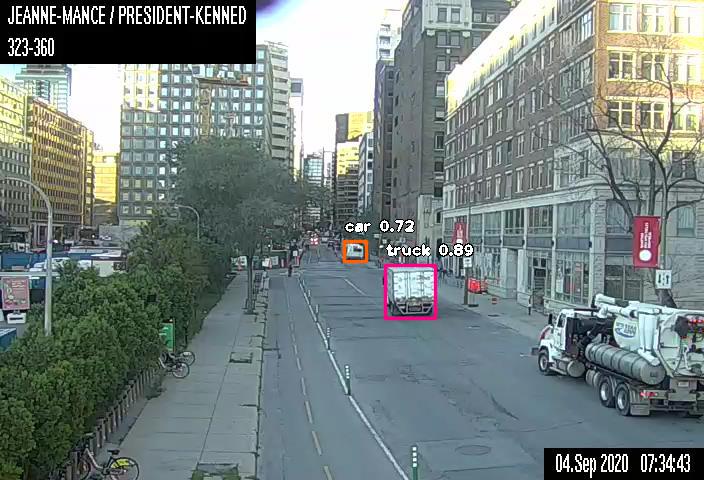 JEANNE-MANCE / PRESIDENT-KENNED
323-360
car 0.72
truck 0.89
04.Sep 2020 07:34:43